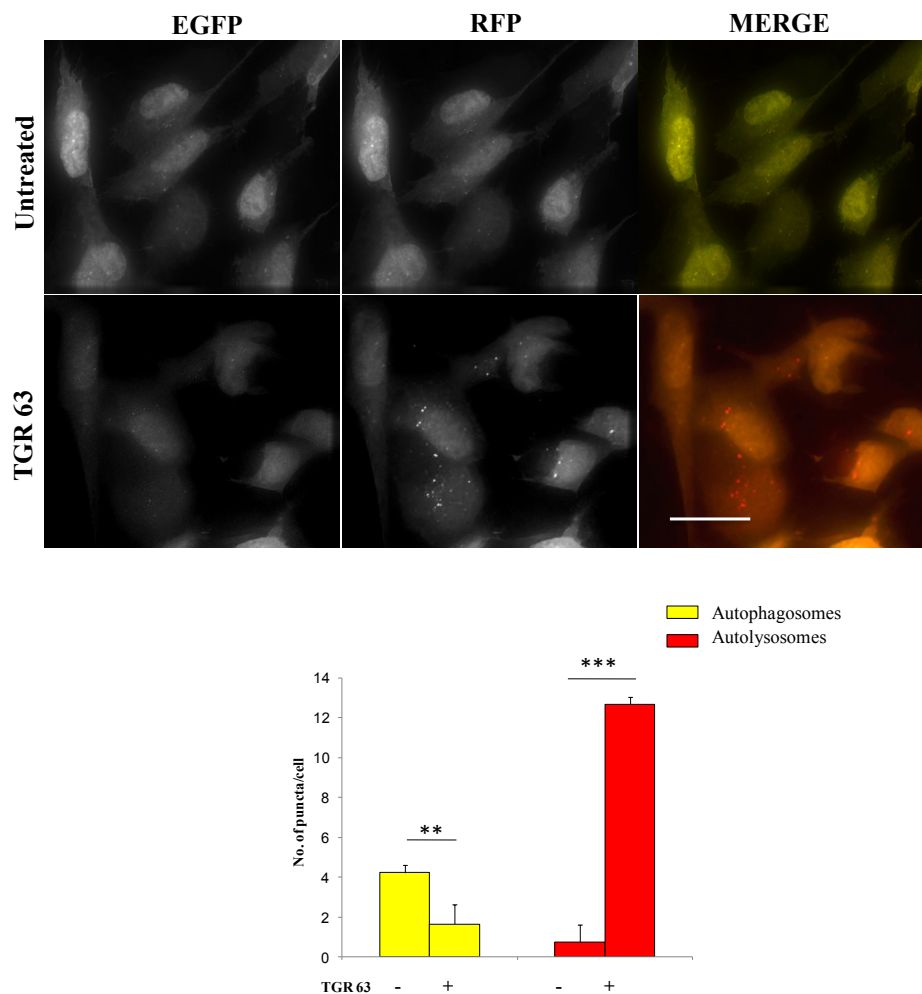 EGFP RFP MERGE
Untreated
TGR 63
Autophagosomes
Autolysosomes
No. of puncta/cell
14
12
10
8
6
4
2
0
**
***
TGR 63 - + - +